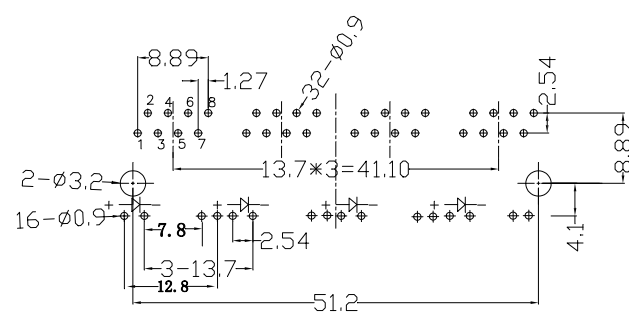 8.89
1.27
32-Ø0.9
2.54
2 4 6 8
1 3 5 7
8.89
13.7*3=41.10
2-Ø3.2
+ + + +
16-Ø0.9
7.8
2.54
4.1
3-13.7
12.8
51.2